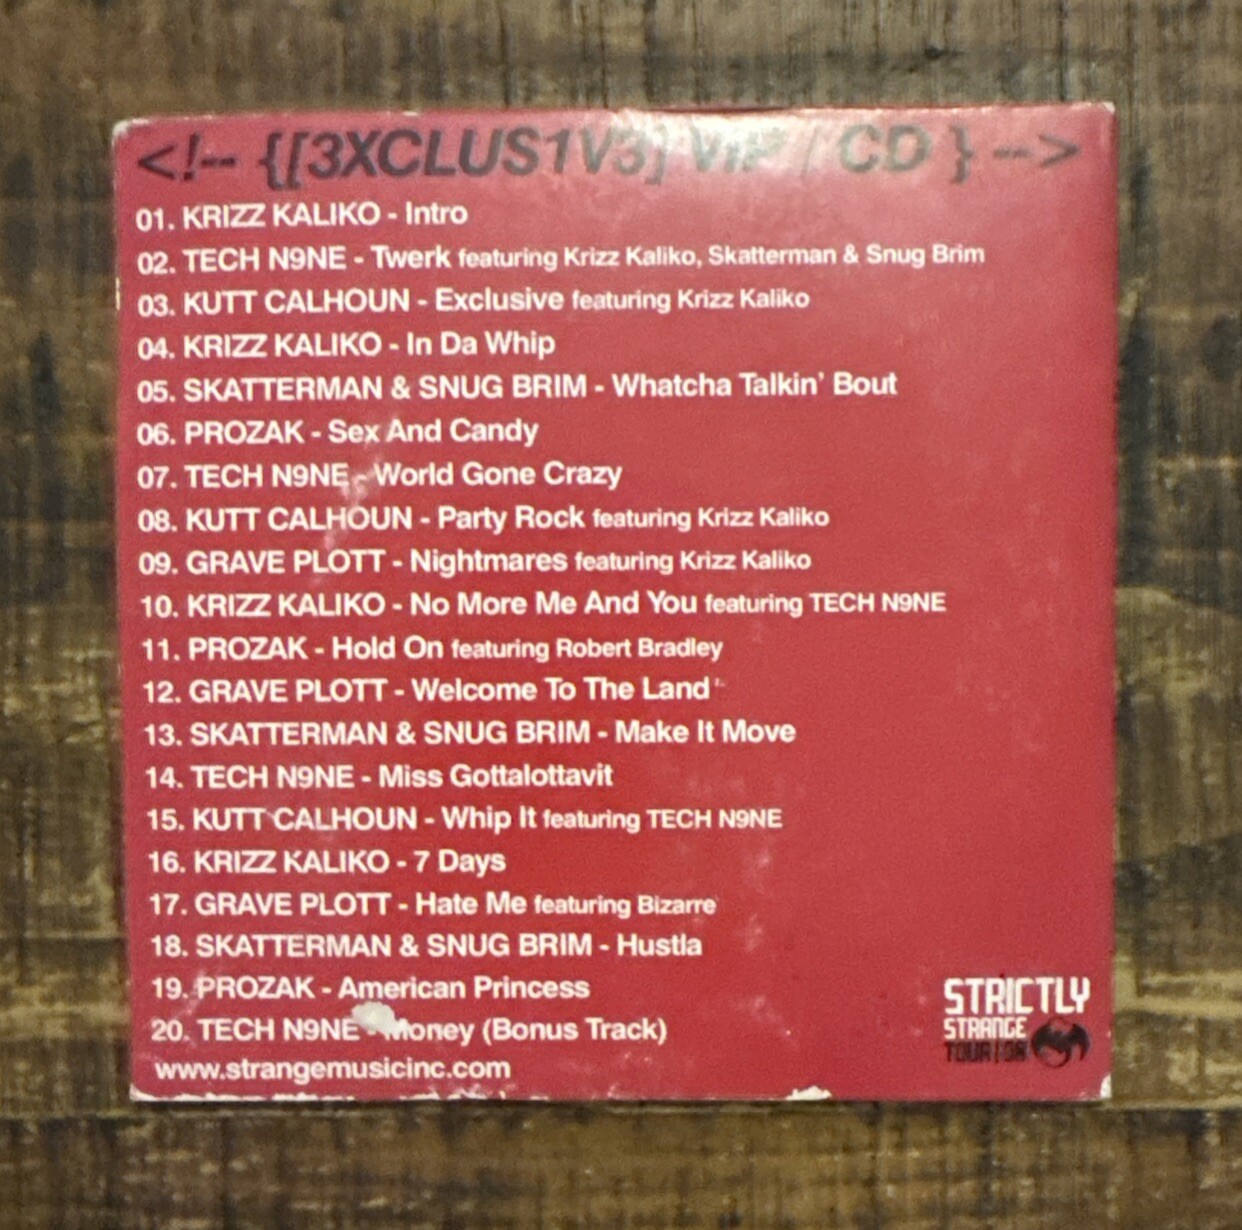 <!-- {[3XCLUS1V3] ViP / CD } -->
01. KRIZZ KALIKO - Intro
02. TECH N9NE - Twerk featuring Krizz Kaliko, Skatterman & Snug Brim
03. KUTT CALHOUN - Exclusive featuring Krizz Kaliko
04. KRIZZ KALIKO - In Da Whip
05. SKATTERMAN & SNUG BRIM - Whatcha Talkin' Bout
06. PROZAK - Sex And Candy
07. TECH N9NE - World Gone Crazy
08. KUTT CALHOUN - Party Rock featuring Krizz Kaliko
09. GRAVE PLOTT - Nightmares featuring Krizz Kaliko
10. KRIZZ KALIKO - No More Me And You featuring TECH N9NE
11. PROZAK - Hold On featuring Robert Bradley
12. GRAVE PLOTT - Welcome To The Land
13. SKATTERMAN & SNUG BRIM - Make It Move
14. TECH N9NE - Miss Gottalottavit
15. KUTT CALHOUN - Whip It featuring TECH N9NE
16. KRIZZ KALIKO - 7 Days
17. GRAVE PLOTT - Hate Me featuring Bizarre
18. SKATTERMAN & SNUG BRIM - Hustla
19. PROZAK - American Princess
20. TECH N9NE - Money (Bonus Track)
www.strangemusicinc.com
STRICTLY
STRANGE
TOUR | 08